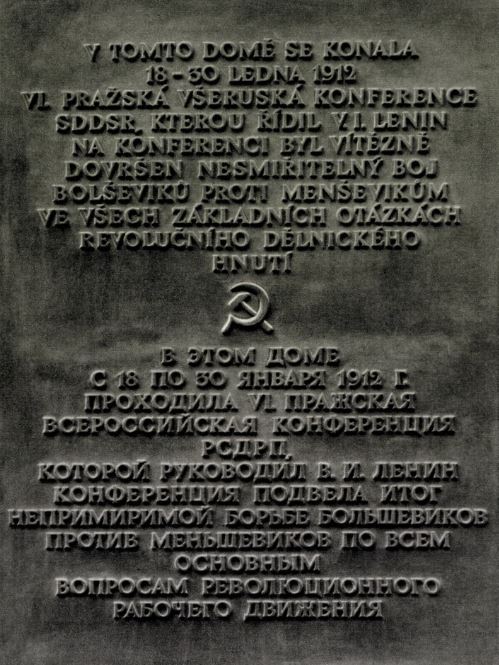 V TOMTO DOMĚ SE KONALA
18-30 LEDNA 1912
VI. PRAŽSKÁ VŠERUSKÁ KONFERENCE
SDDSR, KTEROU ŘÍDIL V. I. LENIN
NA KONFERENCI BYL VÍTĚZNĚ
DOVRŠEN NESMIŘITELNÝ BOJ
BOLŠEVIKŮ PROTI MENŠEVIKŮM
VE VŠECH ZÁKLADNÍCH OTÁZKÁCH
REVOLUČNÍHO DĚLNICKÉHO
HNUTÍ
В ЭТОМ ДОМЕ
С 18 ПО 30 ЯНВАРЯ 1912 Г.
ПРОХОДИЛА VI. ПРАЖСКАЯ
ВСЕРОССИЙСКАЯ КОНФЕРЕНЦИЯ
РСДРП,
КОТОРОЙ РУКОВОДИЛ В. И. ЛЕНИН
КОНФЕРЕНЦИЯ ПОДВЕЛА ИТОГ
НЕПРИМИРИМОЙ БОРЬБЕ БОЛЬШЕВИКОВ
ПРОТИВ МЕНЬШЕВИКОВ ПО ВСЕМ
ОСНОВНЫМ
ВОПРОСАМ РЕВОЛЮЦИОННОГО
РАБОЧЕГО ДВИЖЕНИЯ